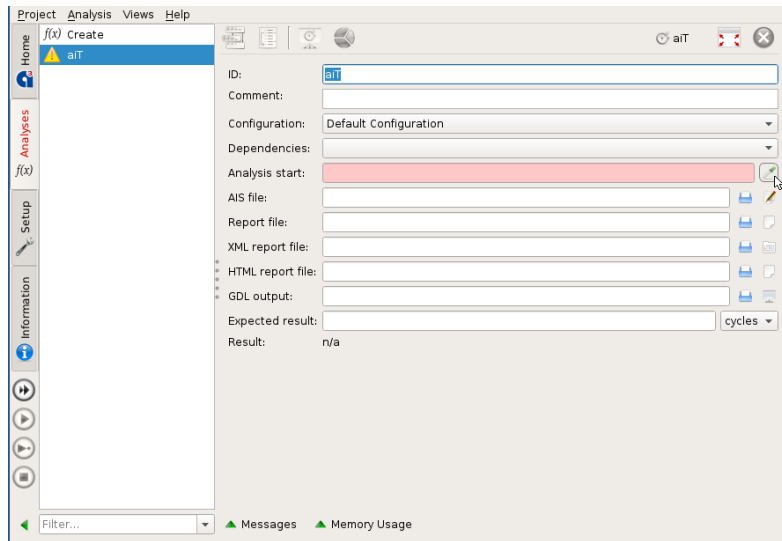 Project Analysis Views Help
Home
Analyses
f(x)
Setup
Information
f(x) Create
aiT
aiT
ID: aiT
Comment:
Configuration: Default Configuration
Dependencies:
Analysis start:
AIS file:
Report file:
XML report file:
HTML report file:
GDL output:
Expected result: cycles
Result: n/a
Filter...
Messages Memory Usage